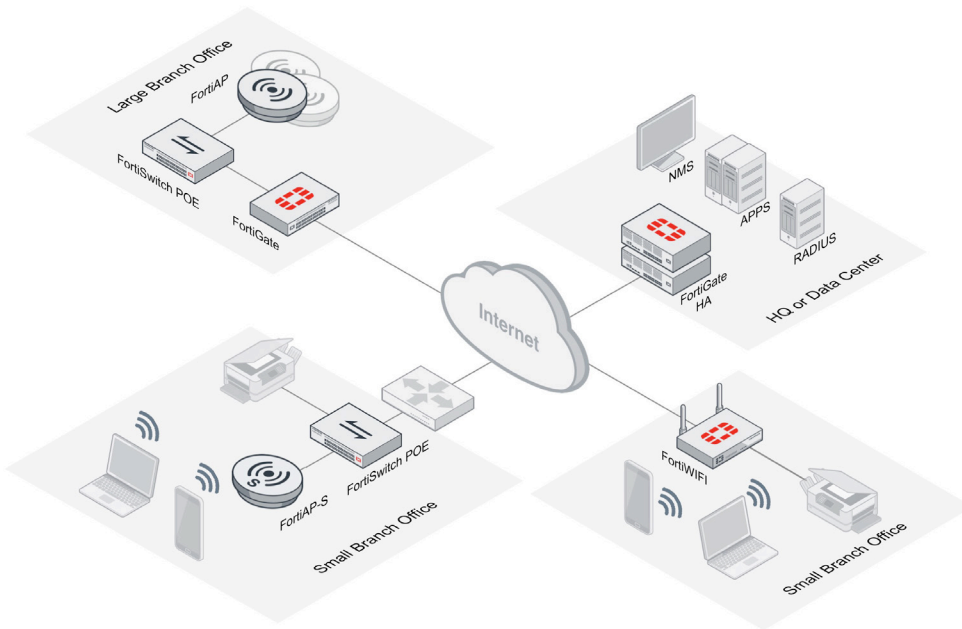 Large Branch Office
FortiAP
FortiSwitch POE
FortiGate
NMS
APPS
RADIUS
FortiGate
HA
HQ or Data Center
Internet
FortiSwitch POE
FortiAP-S
S
Small Branch Office
FortiWIFI
Small Branch Office